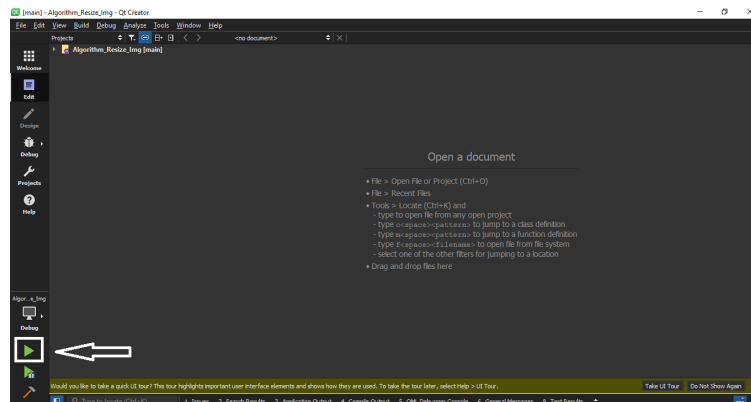 [main] - Algorithm_Resize_Img - Qt Creator
File Edit View Build Debug Analyze Tools Window Help
Projects
<no document>
Algorithm_Resize_Img [main]
Welcome
Edit
Design
Debug
Projects
Help
Open a document
• File > Open File or Project (Ctrl+O)
• File > Recent Files
• Tools > Locate (Ctrl+K) and
- type to open file from any open project
- type c<space><pattern> to jump to a class definition
- type m<space><pattern> to jump to a function definition
- type f<space><filename> to open file from file system
- select one of the other filters for jumping to a location
• Drag and drop files here
Algor...e_Img
Debug
Would you like to take a quick UI tour? This tour highlights important user interface elements and shows how they are used. To take the tour later, select Help > UI Tour.
Take UI Tour
Do Not Show Again
Type to locate (Ctrl+K)
1 Issues 2 Search Results 3 Application Output 4 Compile Output 5 QML Debugger Console 6 General Messages 8 Test Results